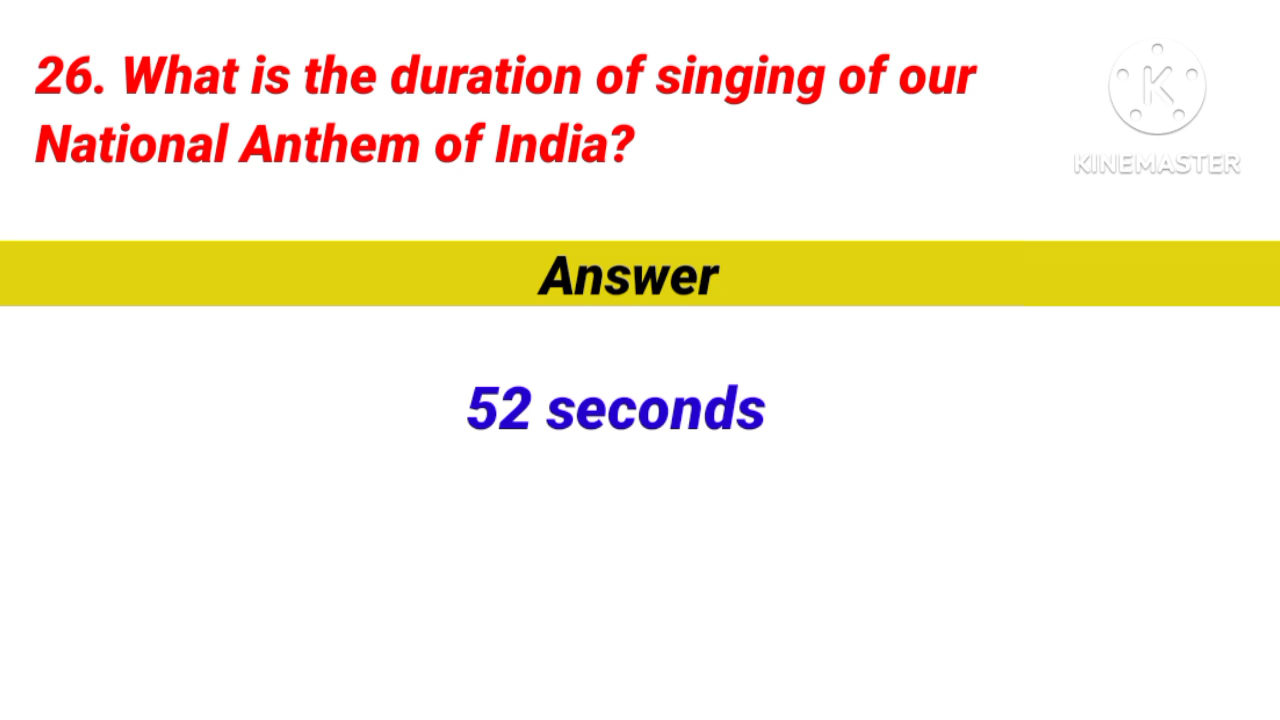 26. What is the duration of singing of our
National Anthem of India?
KINEMASTER
Answer
52 seconds